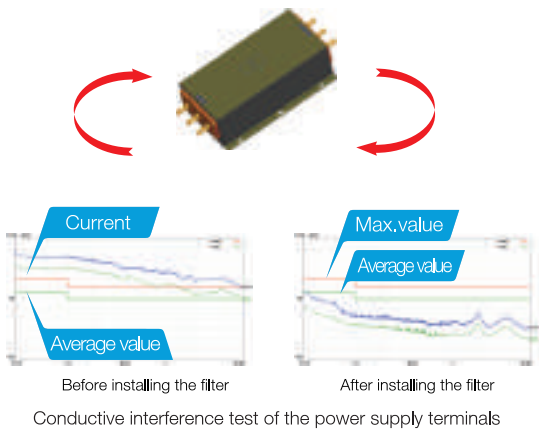 Current
Average value
Max.value
Average value
Before installing the filter
After installing the filter
Conductive interference test of the power supply terminals